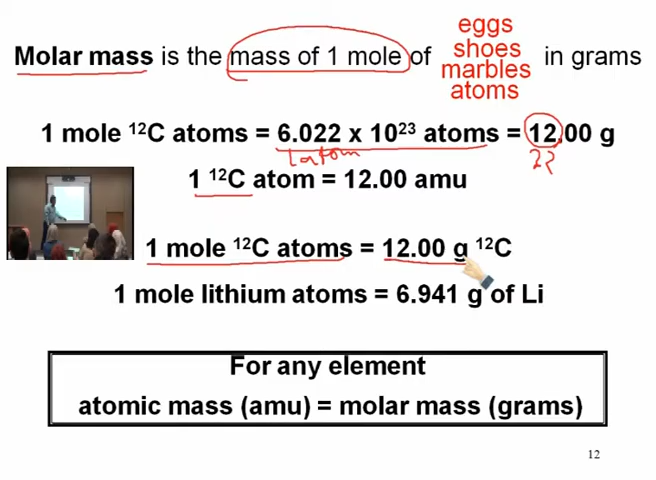 Molar mass is the mass of 1 mole of eggs shoes marbles atoms in grams
1 mole ¹²C atoms = 6.022 x 10²³ atoms = 12.00 g
1 atom
1 ¹²C atom = 12.00 amu
1 mole ¹²C atoms = 12.00 g ¹²C
1 mole lithium atoms = 6.941 g of Li
For any element
atomic mass (amu) = molar mass (grams)
12